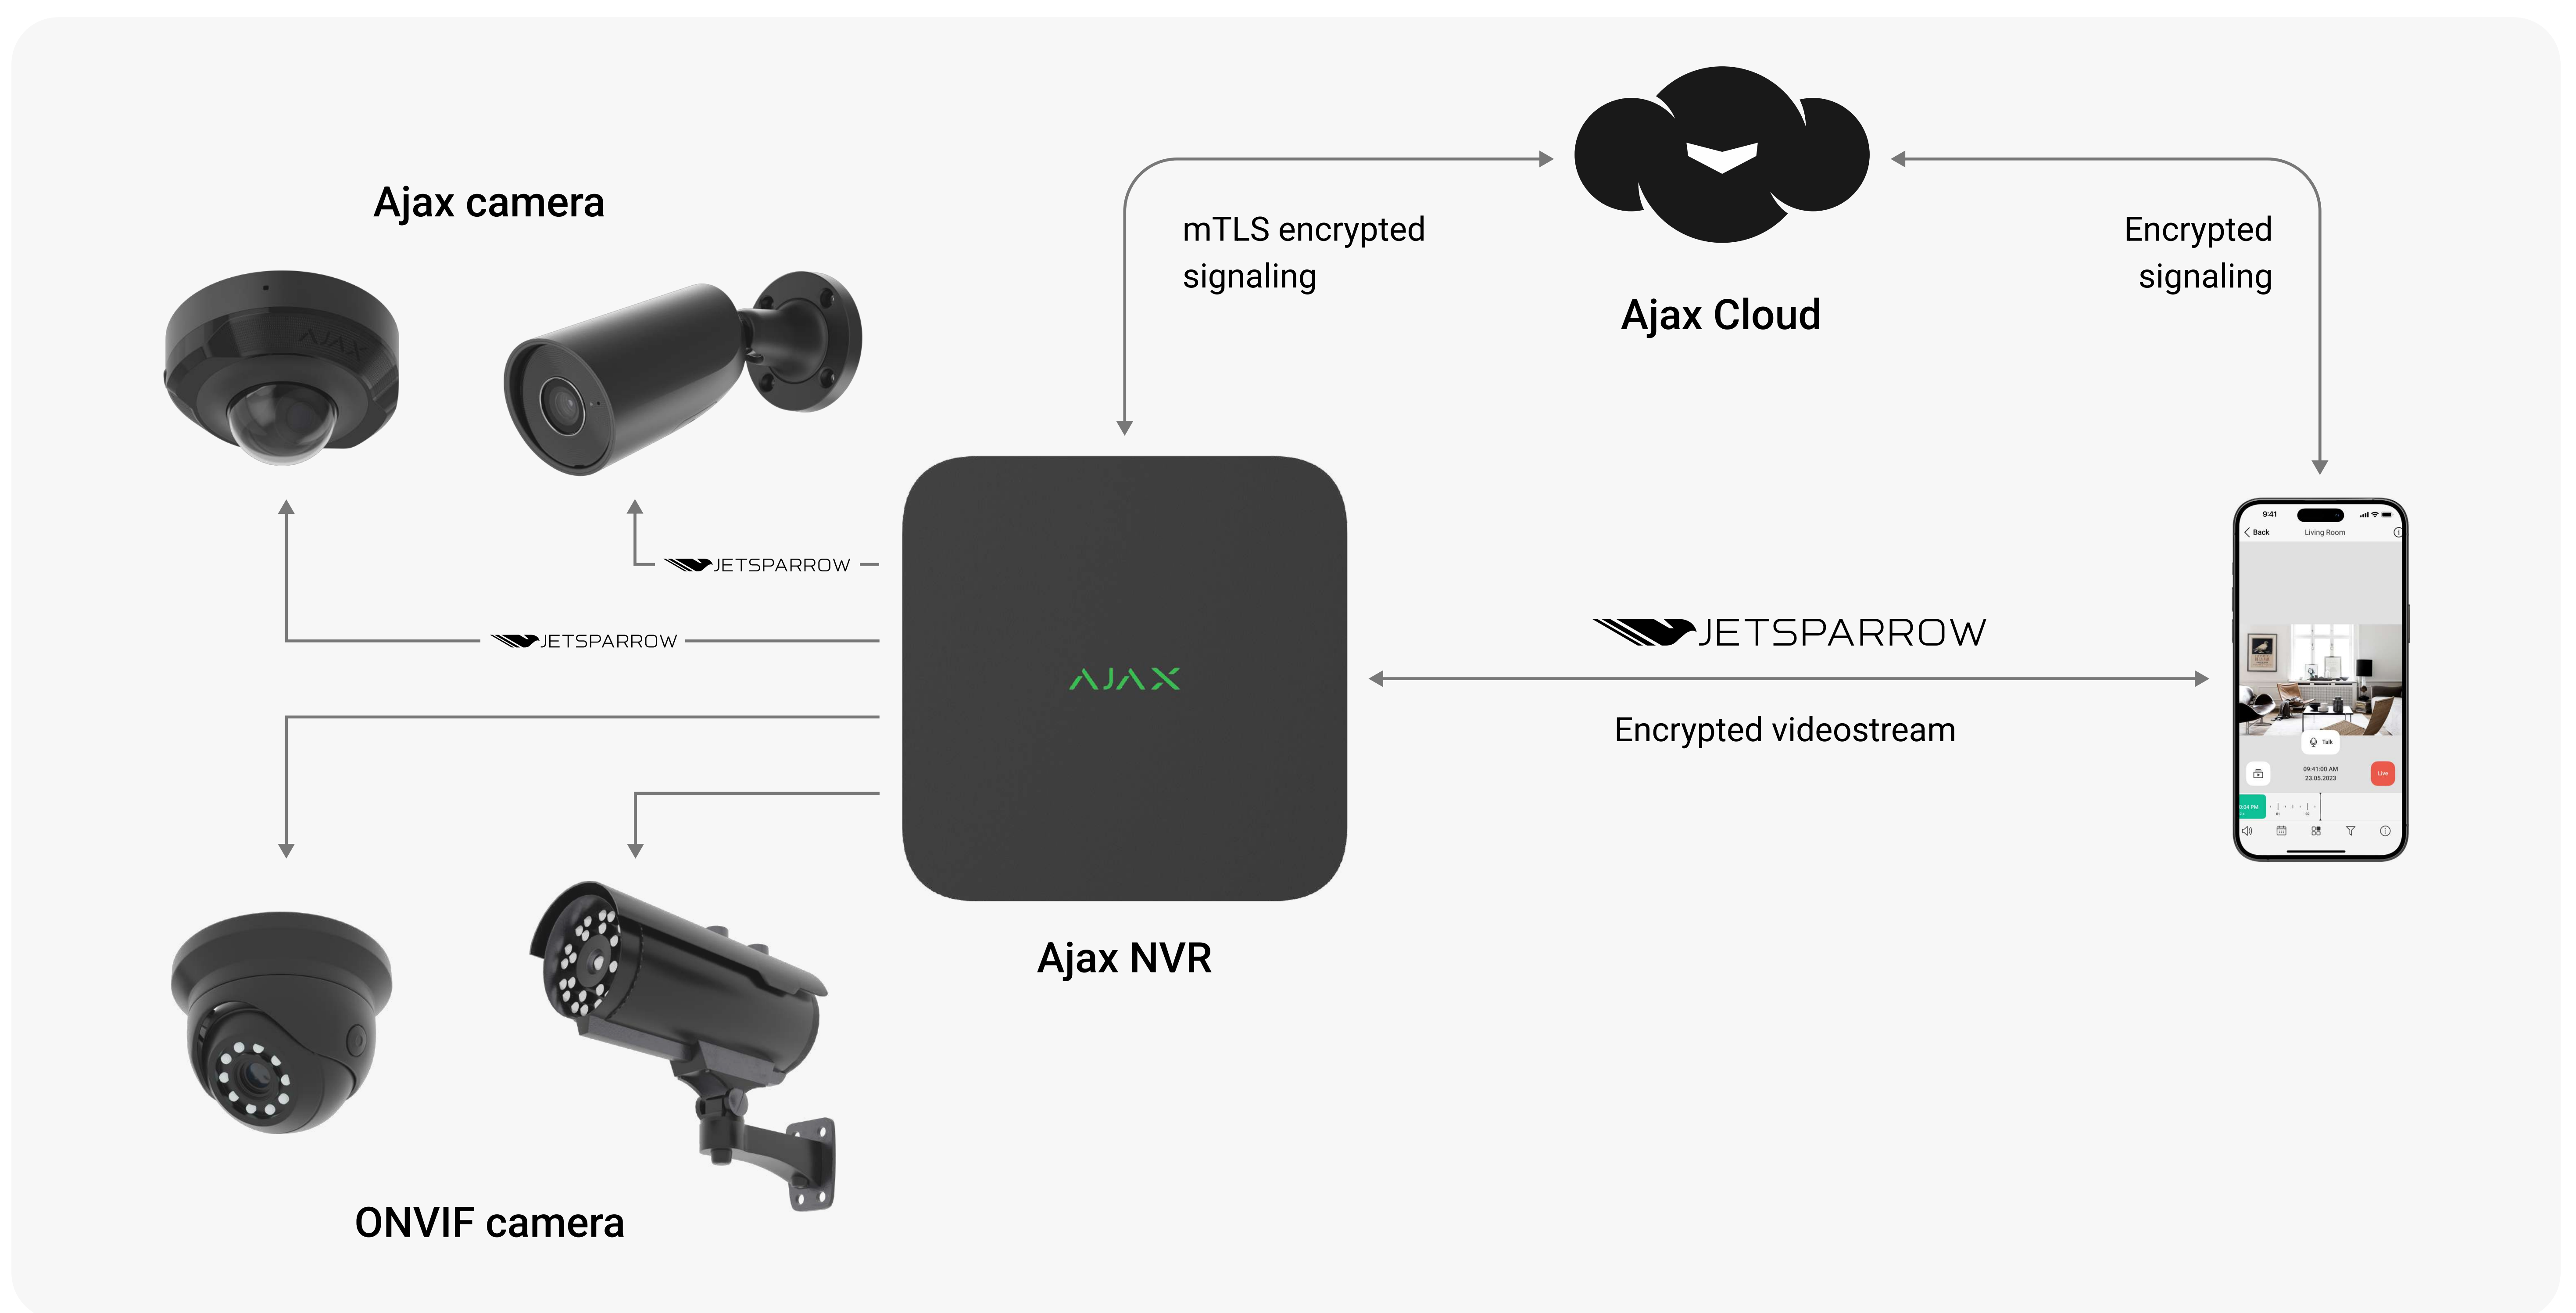 Ajax camera
AJAX
mTLS encrypted
signaling
Ajax Cloud
Encrypted
signaling
JETSPARROW
JETSPARROW
AJAX
Ajax NVR
JETSPARROW
Encrypted videostream
9:41
Back
Living Room
Talk
09:41:00 AM
23.05.2023
Live
ONVIF camera